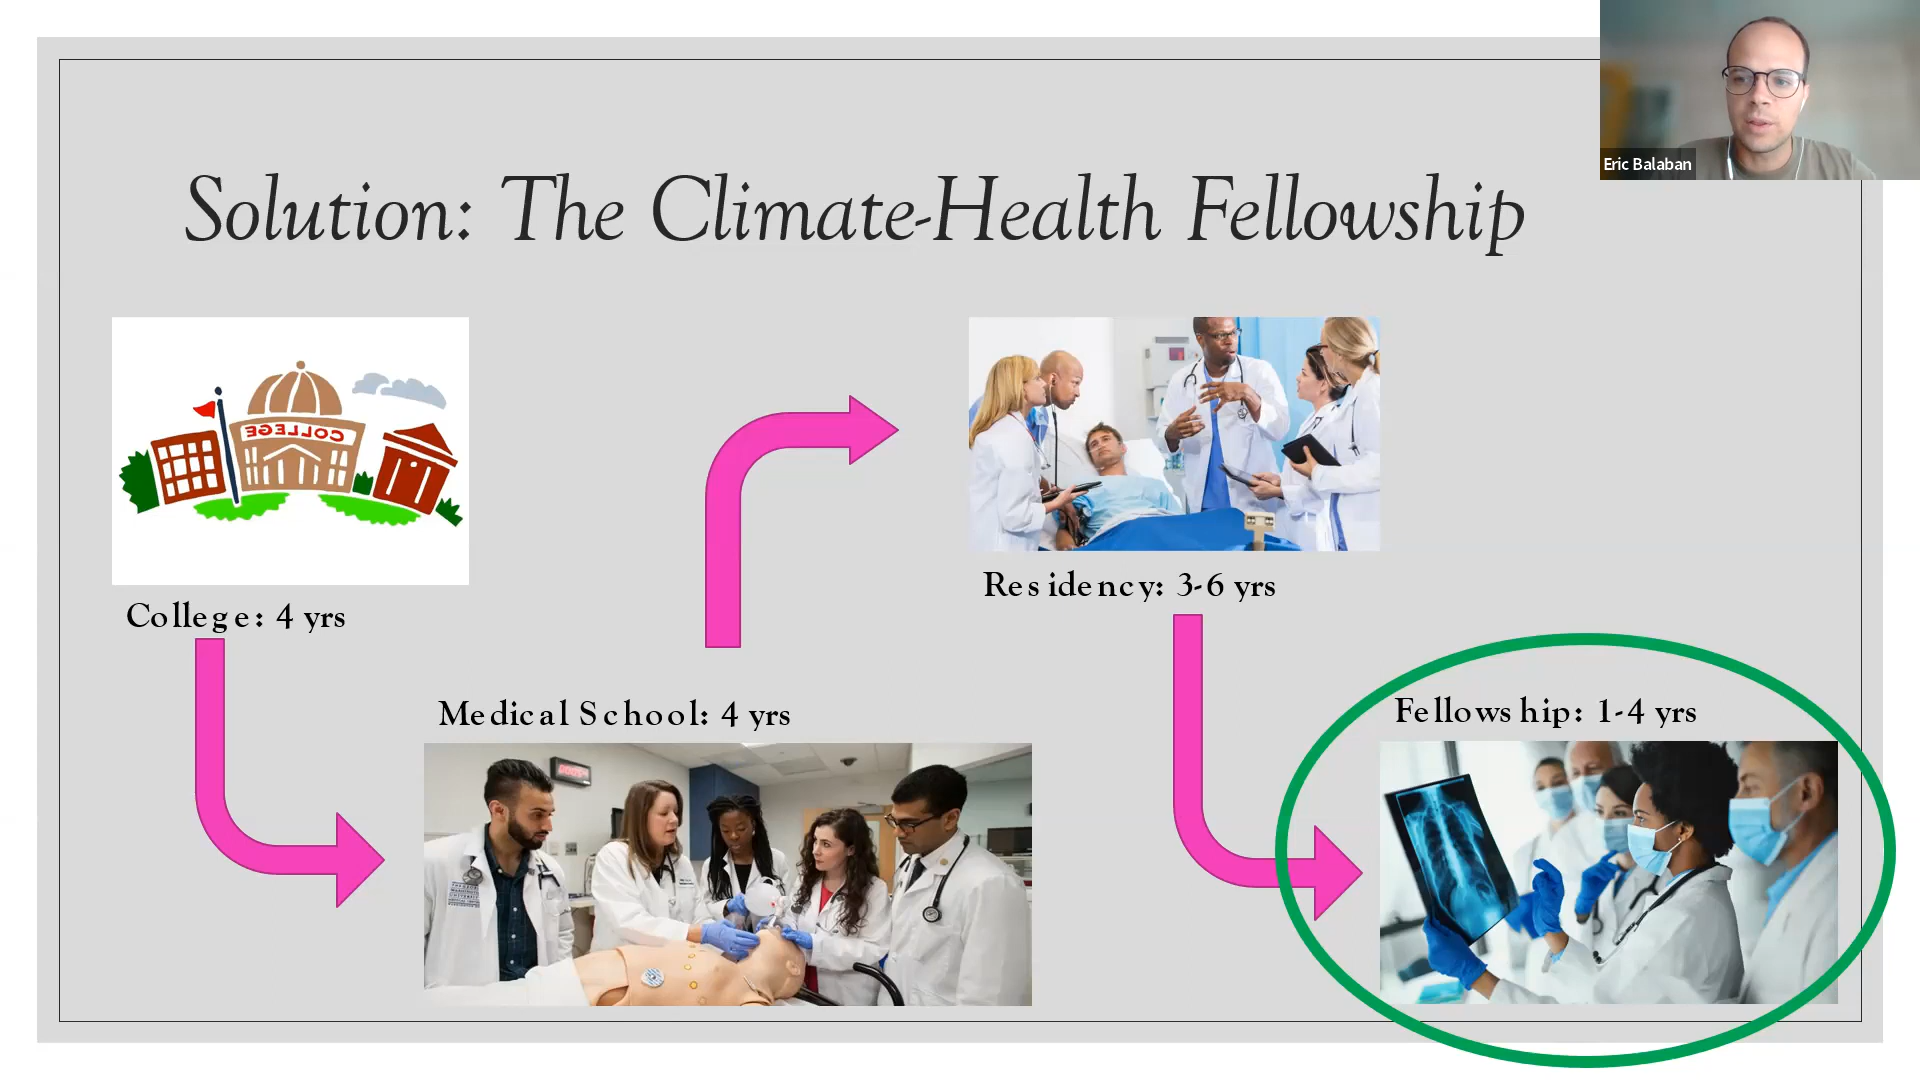 Eric Balaban
Solution: The Climate-Health Fellowship
COLLEGE
College: 4 yrs
Residency: 3-6 yrs
Medical School: 4 yrs
Fellowship: 1-4 yrs